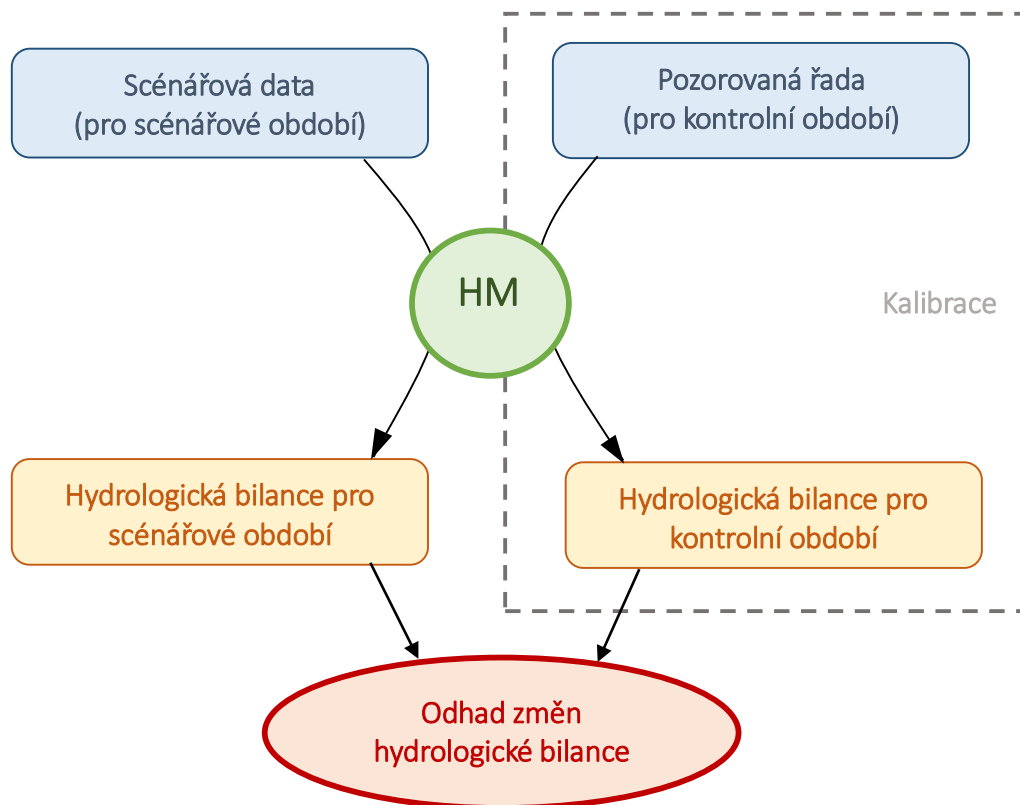 Scénářová data
(pro scénářové období)
Pozorovaná řada
(pro kontrolní období)
HM
Kalibrace
Hydrologická bilance pro
scénářové období
Hydrologická bilance pro
kontrolní období
Odhad změn
hydrologické bilance